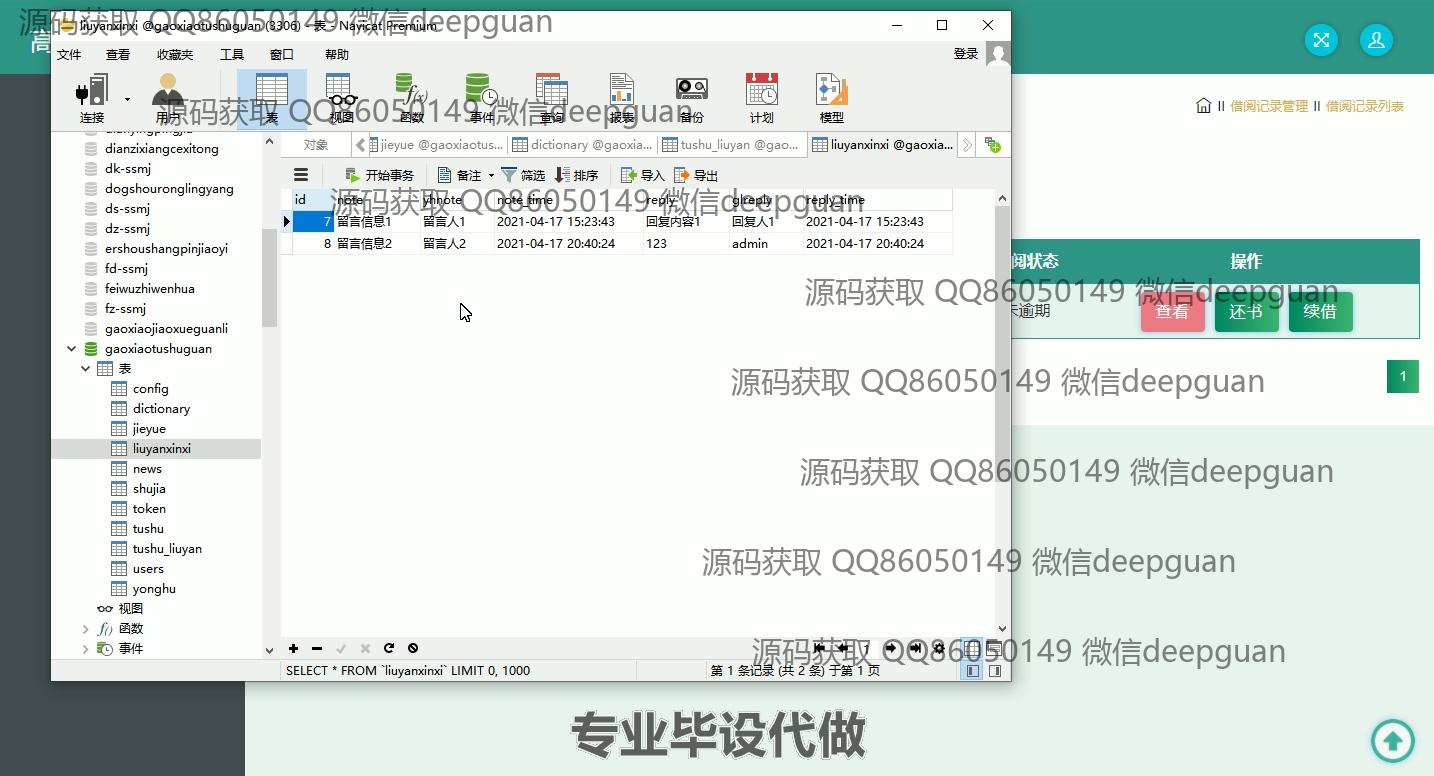 源码获取 QQ86050149 微信deepguan
liuyanxinxi @gaoxiaotushuguan (3306) - 表 - Navicat Premium
高
文件 查看 收藏夹 工具 窗口 帮助 登录
连接 用户 表 视图 函数 事件 查询 报表 备份 计划 模型
源码获取 QQ86050149 微信deepguan
借阅记录管理 借阅记录列表
对象 jieyue @gaoxiaotus... dictionary @gaoxia... tushu_liuyan @gao... liuyanxinxi @gaoxia...
开始事务 备注 筛选 排序 导入 导出
源码获取 QQ86050149 微信deepguan
id note yhnote note_time reply glreply reply_time
7 留言信息1 留言人1 2021-04-17 15:23:43 回复内容1 回复人1 2021-04-17 15:23:43
8 留言信息2 留言人2 2021-04-17 20:40:24 123 admin 2021-04-17 20:40:24
dianzixiangcexitong
dk-ssmj
dogshouronglingyang
ds-ssmj
dz-ssmj
ershoushangpinjiaoyi
fd-ssmj
feiwuzhiwenhua
fz-ssmj
gaoxiaojiaoxueguanli
gaoxiaotushuguan
表
config
dictionary
jieyue
liuyanxinxi
news
shujia
token
tushu
tushu_liuyan
users
yonghu
视图
函数
事件
阅状态 操作
源码获取 QQ86050149 微信deepguan
未逾期 查看 还书 续借
源码获取 QQ86050149 微信deepguan
1
源码获取 QQ86050149 微信deepguan
源码获取 QQ86050149 微信deepguan
源码获取 QQ86050149 微信deepguan
1
SELECT * FROM `liuyanxinxi` LIMIT 0, 1000 第 1 条记录 (共 2 条) 于第 1 页
专业毕设代做